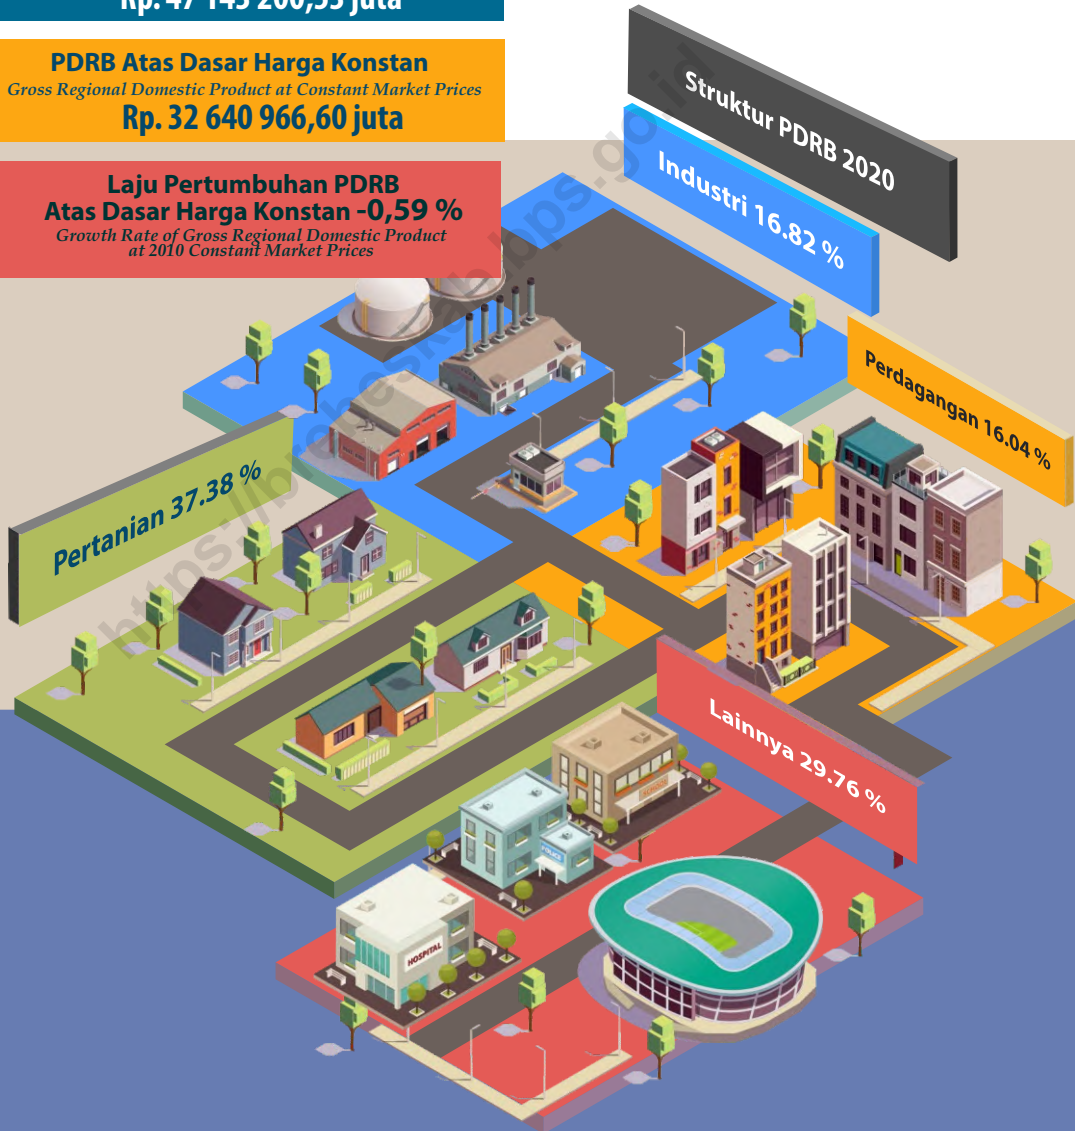 PDRB Atas Dasar Harga Konstan
Gross Regional Domestic Product at Constant Market Prices
Rp. 32 640 966,60 juta
Laju Pertumbuhan PDRB
Atas Dasar Harga Konstan -0,59 %
Growth Rate of Gross Regional Domestic Product
at 2010 Constant Market Prices
Struktur PDRB 2020
Industri 16.82 %
Perdagangan 16.04 %
Pertanian 37.38 %
Lainnya 29.76 %
SCHOOL
POLICE
HOSPITAL